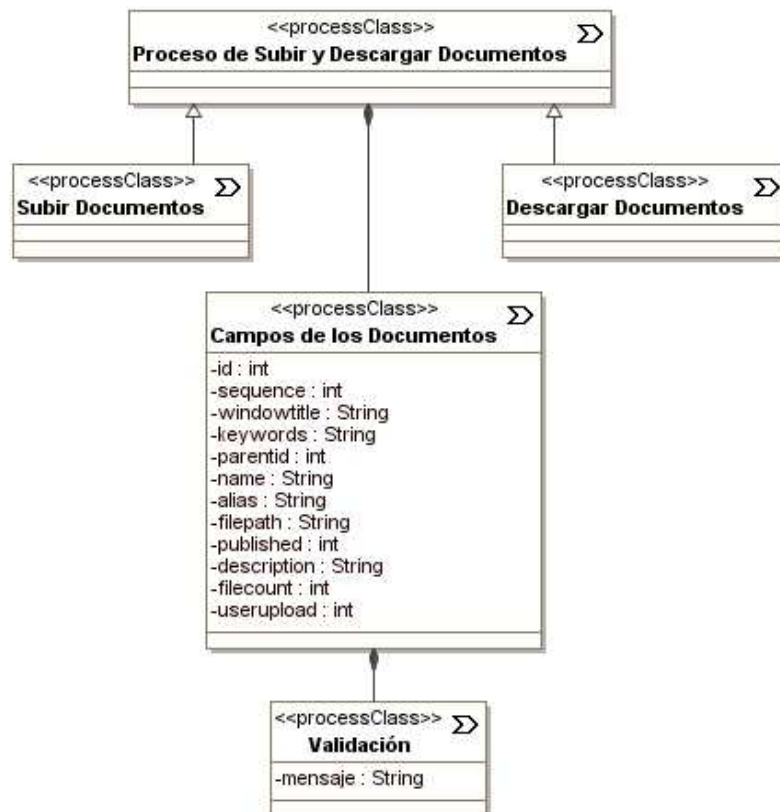 <<processClass>>
Proceso de Subir y Descargar Documentos
<<processClass>>
Subir Documentos
<<processClass>>
Descargar Documentos
<<processClass>>
Campos de los Documentos
-id : int
-sequence : int
-windowtitle : String
-keywords : String
-parentid : int
-name : String
-alias : String
-filepath : String
-published : int
-description : String
-filecount : int
-userupload : int
<<processClass>>
Validación
-mensaje : String